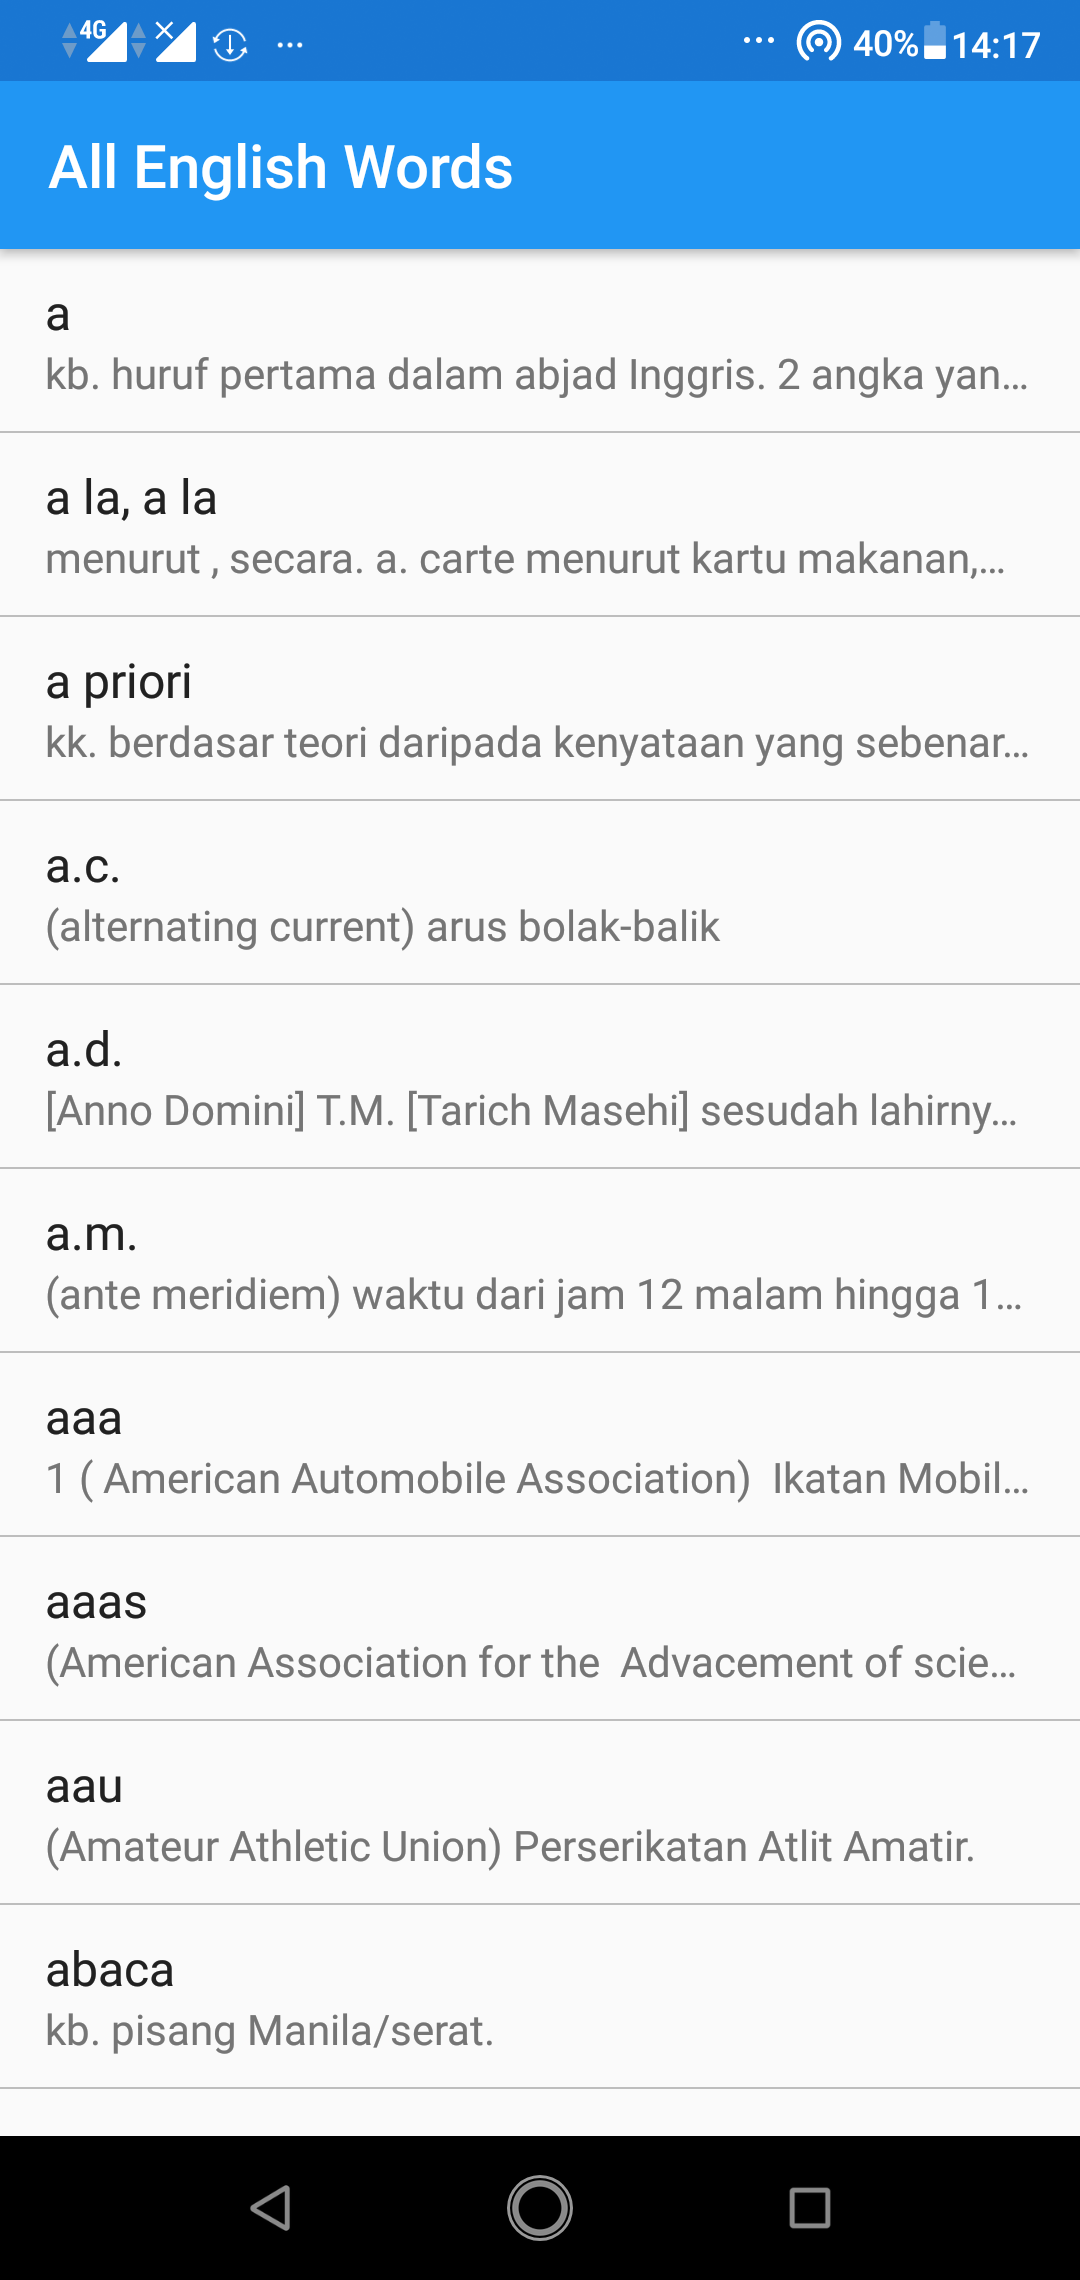 4G 40% 14:17
All English Words
a
kb. huruf pertama dalam abjad Inggris. 2 angka yan...
a la, a la
menurut , secara. a. carte menurut kartu makanan,...
a priori
kk. berdasar teori daripada kenyataan yang sebenar...
a.c.
(alternating current) arus bolak-balik
a.d.
[Anno Domini] T.M. [Tarich Masehi] sesudah lahirny...
a.m.
(ante meridiem) waktu dari jam 12 malam hingga 1...
aaa
1 ( American Automobile Association)  Ikatan Mobil...
aaas
(American Association for the  Advacement of scie...
aau
(Amateur Athletic Union) Perserikatan Atlit Amatir.
abaca
kb. pisang Manila/serat.